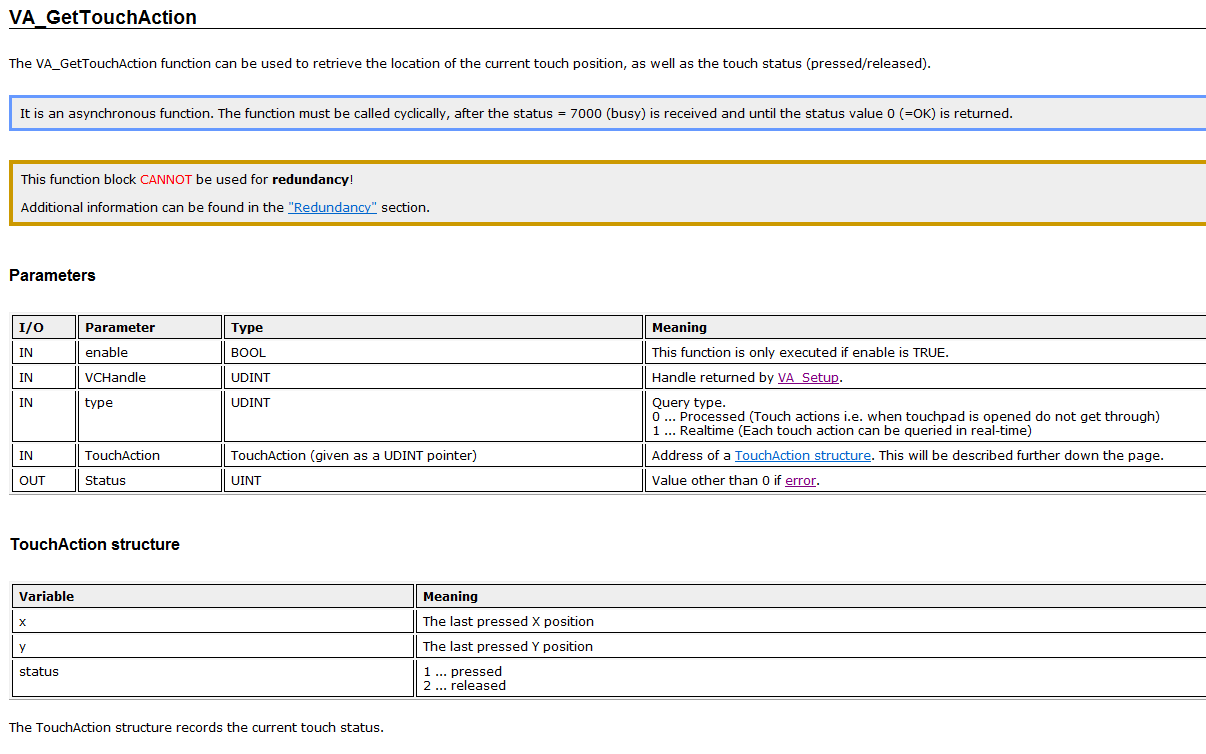 VA_GetTouchAction
The VA_GetTouchAction function can be used to retrieve the location of the current touch position, as well as the touch status (pressed/released).
It is an asynchronous function. The function must be called cyclically, after the status = 7000 (busy) is received and until the status value 0 (=OK) is returned.
This function block CANNOT be used for redundancy!
Additional information can be found in the "Redundancy" section.
Parameters
I/O Parameter Type Meaning
IN enable BOOL This function is only executed if enable is TRUE.
IN VCHandle UDINT Handle returned by VA_Setup.
IN type UDINT Query type.
0 ... Processed (Touch actions i.e. when touchpad is opened do not get through)
1 ... Realtime (Each touch action can be queried in real-time)
IN TouchAction TouchAction (given as a UDINT pointer) Address of a TouchAction structure. This will be described further down the page.
OUT Status UINT Value other than 0 if error.
TouchAction structure
Variable Meaning
x The last pressed X position
y The last pressed Y position
status 1 ... pressed
2 ... released
The TouchAction structure records the current touch status.